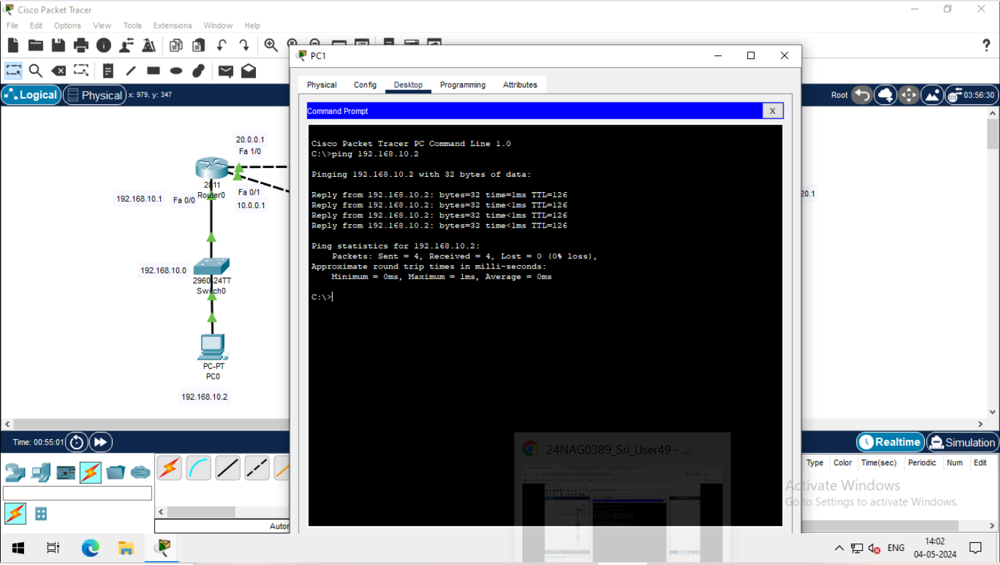 Cisco Packet Tracer
File Edit Options View Tools Extensions Window Help
PC1
Physical Config Desktop Programming Attributes
Logical Physical x: 979, y: 347
Root 03:56:30
Command Prompt X
Cisco Packet Tracer PC Command Line 1.0
C:\>ping 192.168.10.2
Pinging 192.168.10.2 with 32 bytes of data:
Reply from 192.168.10.2: bytes=32 time=1ms TTL=126
Reply from 192.168.10.2: bytes=32 time<1ms TTL=126
Reply from 192.168.10.2: bytes=32 time<1ms TTL=126
Reply from 192.168.10.2: bytes=32 time<1ms TTL=126
Ping statistics for 192.168.10.2:
Packets: Sent = 4, Received = 4, Lost = 0 (0% loss),
Approximate round trip times in milli-seconds:
Minimum = 0ms, Maximum = 1ms, Average = 0ms
C:\>
20.0.0.1
Fa 1/0
2811
Router0
192.168.10.1
Fa 0/0
Fa 0/1
10.0.0.1
20.1
192.168.10.0
2960-24TT
Switch0
PC-PT
PC0
192.168.10.2
Time: 00:55:01
Realtime Simulation
24NAG0389_Sri_User49 - ...
Type Color Time(sec) Periodic Num Edit
Activate Windows
Go to Settings to activate Windows.
Autor
ENG
14:02
04-05-2024